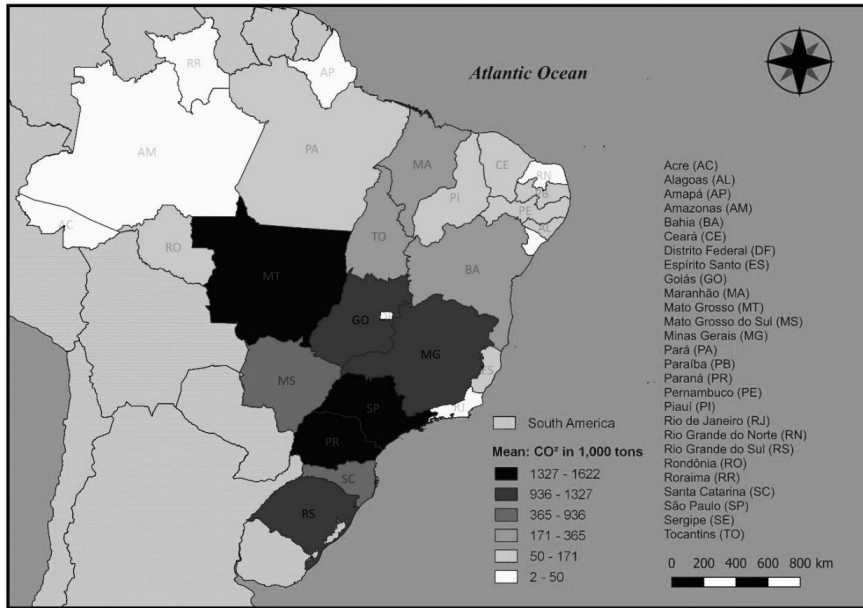 Atlantic Ocean
RR
AP
AM
PA
MA
CE
RN
PB
PI
PE
AL
AC
RO
TO
MT
BA
GO
MG
MS
ES
SP
RJ
PR
SC
RS
South America
Mean: CO² in 1,000 tons
1327 - 1622
936 - 1327
365 - 936
171 - 365
50 - 171
2 - 50
Acre (AC)
Alagoas (AL)
Amapá (AP)
Amazonas (AM)
Bahia (BA)
Ceará (CE)
Distrito Federal (DF)
Espírito Santo (ES)
Goiás (GO)
Maranhão (MA)
Mato Grosso (MT)
Mato Grosso do Sul (MS)
Minas Gerais (MG)
Pará (PA)
Paraíba (PB)
Paraná (PR)
Pernambuco (PE)
Piauí (PI)
Rio de Janeiro (RJ)
Rio Grande do Norte (RN)
Rio Grande do Sul (RS)
Rondônia (RO)
Roraima (RR)
Santa Catarina (SC)
São Paulo (SP)
Sergipe (SE)
Tocantins (TO)
0 200 400 600 800 km